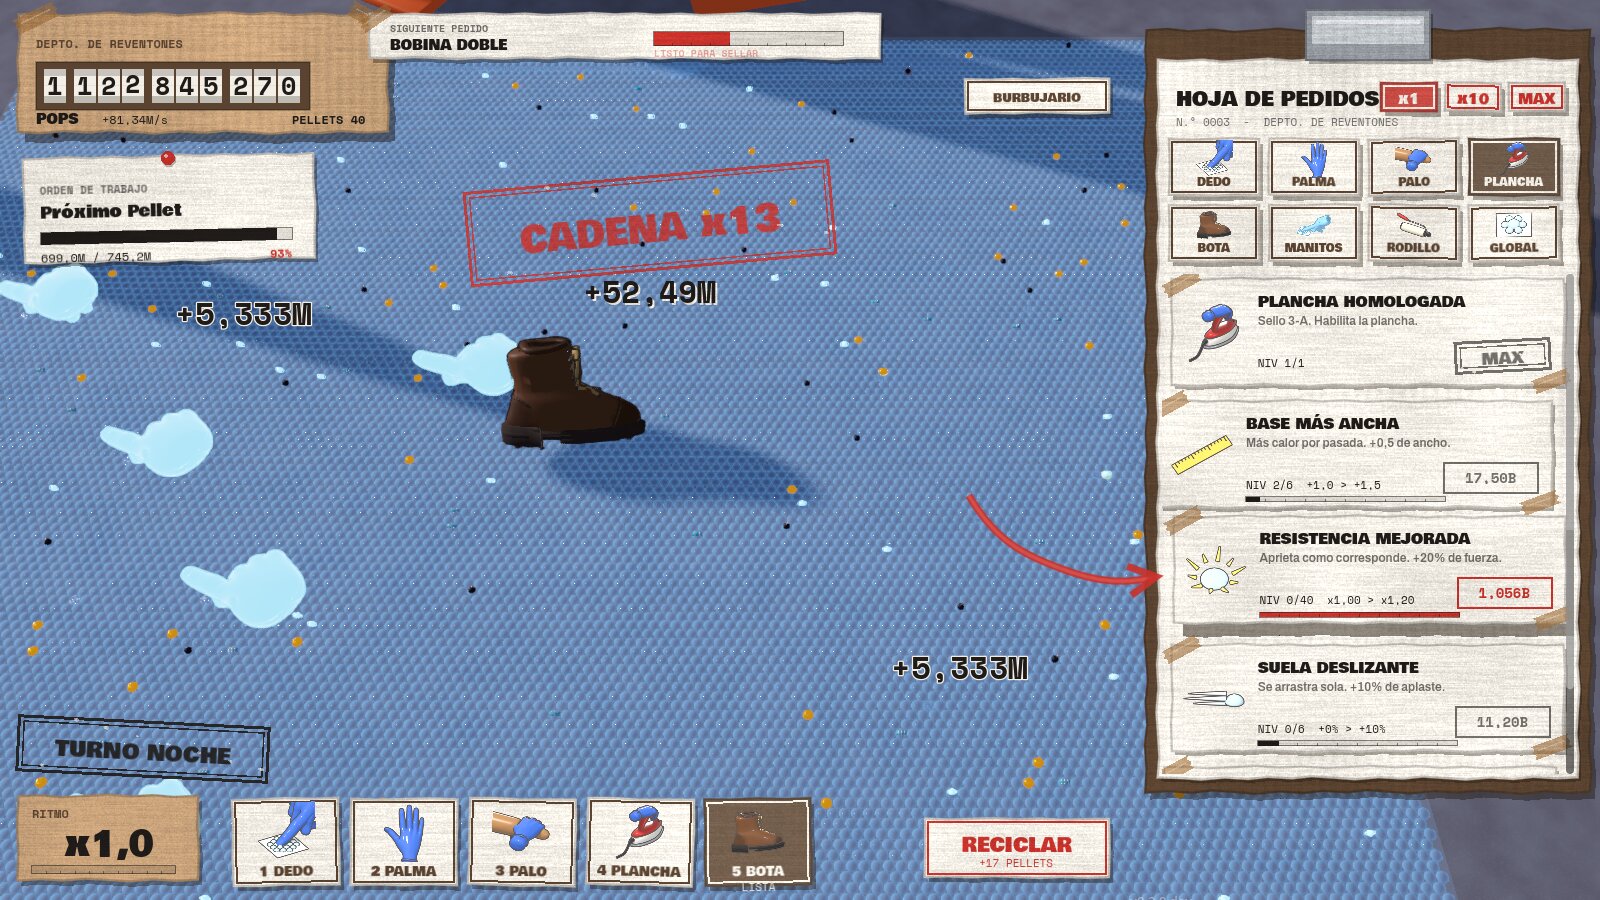 DEPTO. DE REVENTONES
1 122 845 270
POPS +81,34M/s PELLETS 40
SIGUIENTE PEDIDO
BOBINA DOBLE
LISTO PARA SELLAR
ORDEN DE TRABAJO
Próximo Pellet
699,0M / 745,2M 93%
BURBUJARIO
CADENA x13
+52,49M
+5,333M
+5,333M
TURNO NOCHE
RITMO
x1,0
1 DEDO
2 PALMA
3 PALO
4 PLANCHA
5 BOTA
LISTA
RECICLAR
+17 PELLETS
HOJA DE PEDIDOS x1 x10 MAX
N.° 0003 - DEPTO. DE REVENTONES
DEDO PALMA PALO PLANCHA
BOTA MANITOS RODILLO GLOBAL
PLANCHA HOMOLOGADA
Sello 3-A. Habilita la plancha.
NIV 1/1
MAX
BASE MÁS ANCHA
Más calor por pasada. +0,5 de ancho.
NIV 2/6 +1,0 > +1,5
17,50B
RESISTENCIA MEJORADA
Aprieta como corresponde. +20% de fuerza.
NIV 0/40 x1,00 > x1,20
1,056B
SUELA DESLIZANTE
Se arrastra sola. +10% de aplaste.
NIV 0/6 +0% > +10%
11,20B